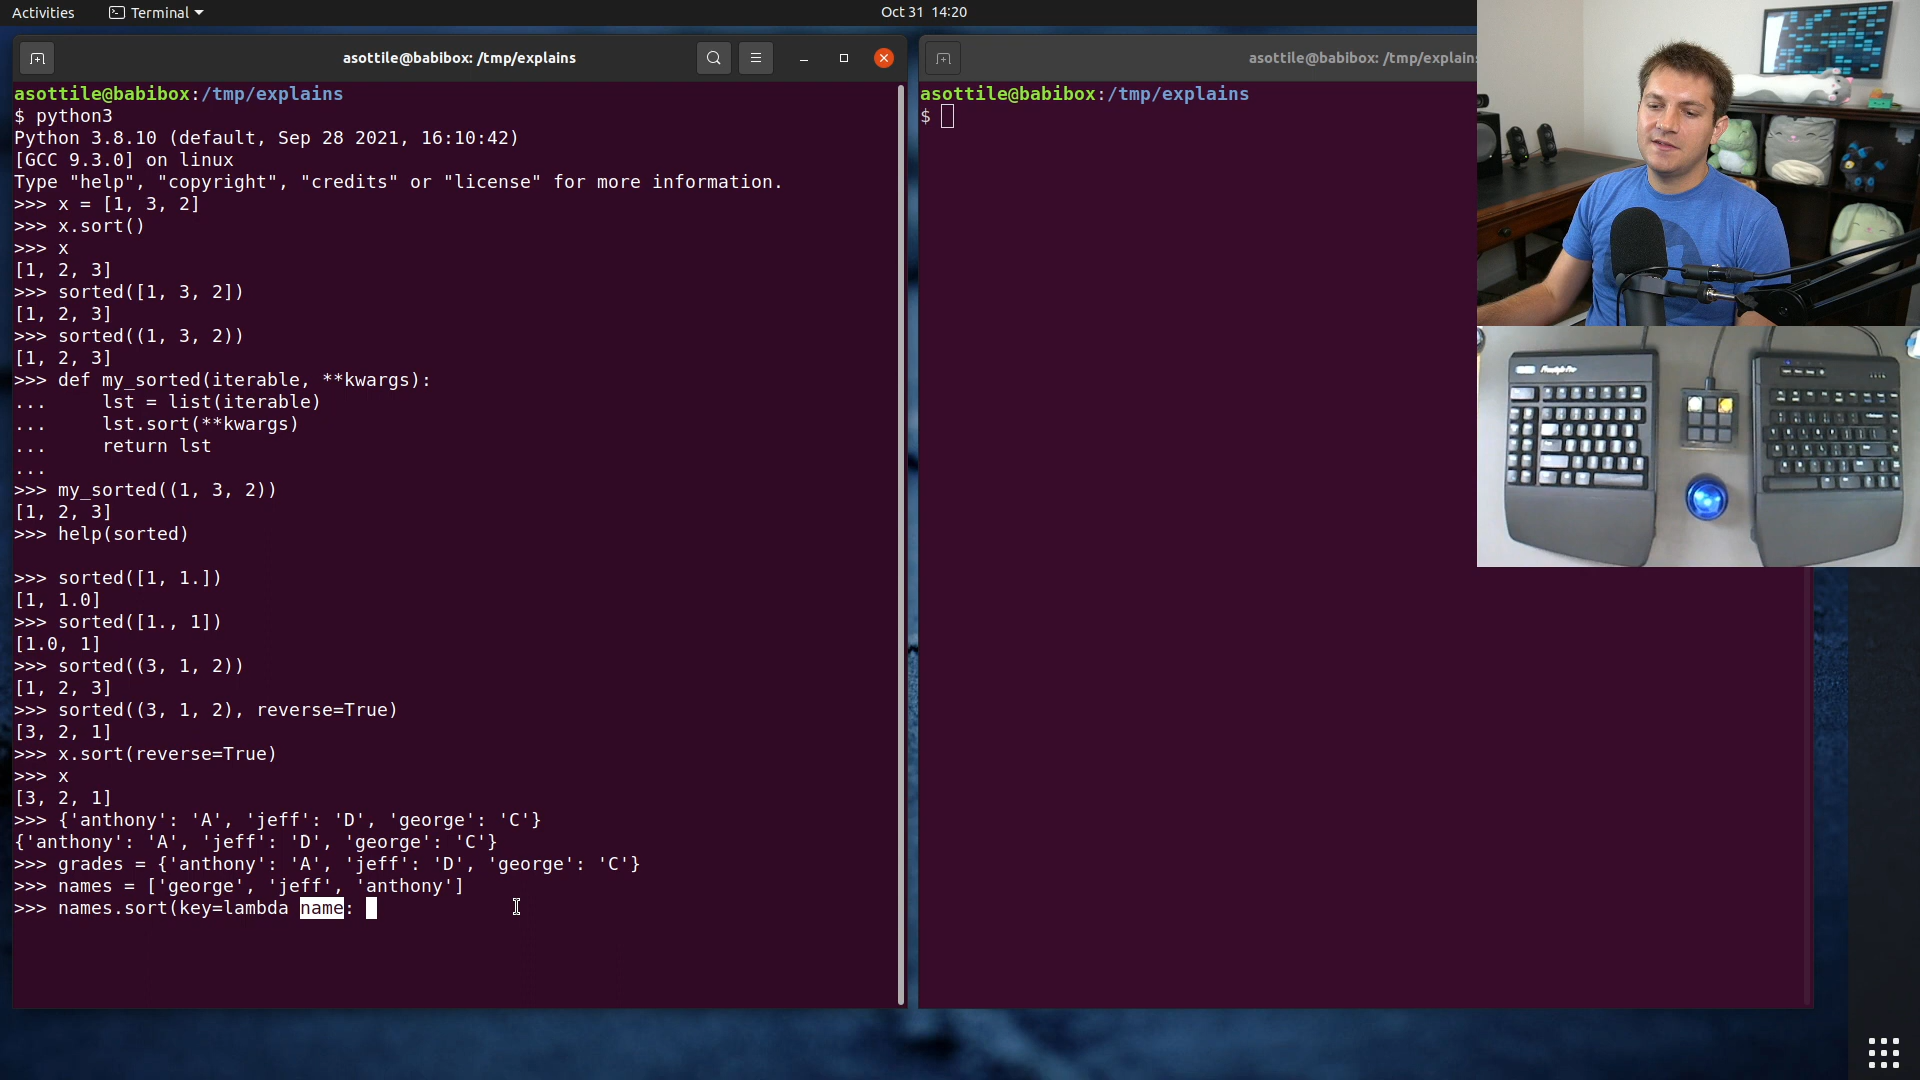 Activities
Terminal
Oct 31 14:20
asottile@babibox: /tmp/explains
asottile@babibox:/tmp/explains
$ python3
Python 3.8.10 (default, Sep 28 2021, 16:10:42)
[GCC 9.3.0] on linux
Type "help", "copyright", "credits" or "license" for more information.
>>> x = [1, 3, 2]
>>> x.sort()
>>> x
[1, 2, 3]
>>> sorted([1, 3, 2])
[1, 2, 3]
>>> sorted((1, 3, 2))
[1, 2, 3]
>>> def my_sorted(iterable, **kwargs):
...     lst = list(iterable)
...     lst.sort(**kwargs)
...     return lst
...
>>> my_sorted((1, 3, 2))
[1, 2, 3]
>>> help(sorted)
>>> sorted([1, 1.])
[1, 1.0]
>>> sorted([1., 1])
[1.0, 1]
>>> sorted((3, 1, 2))
[1, 2, 3]
>>> sorted((3, 1, 2), reverse=True)
[3, 2, 1]
>>> x.sort(reverse=True)
>>> x
[3, 2, 1]
>>> {'anthony': 'A', 'jeff': 'D', 'george': 'C'}
{'anthony': 'A', 'jeff': 'D', 'george': 'C'}
>>> grades = {'anthony': 'A', 'jeff': 'D', 'george': 'C'}
>>> names = ['george', 'jeff', 'anthony']
>>> names.sort(key=lambda name:
asottile@babibox: /tmp/explains
asottile@babibox:/tmp/explains
$